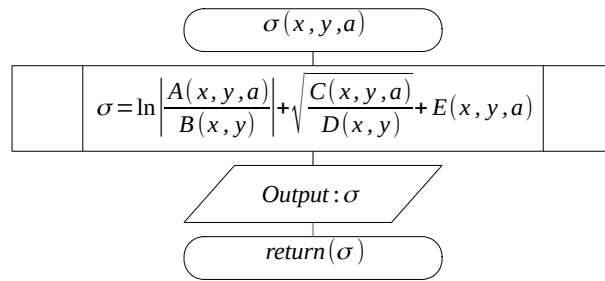 σ(x,y,a)
σ=ln|A(x,y,a)/B(x,y)|+√(C(x,y,a)/D(x,y))+E(x,y,a)
Output:σ
return(σ)